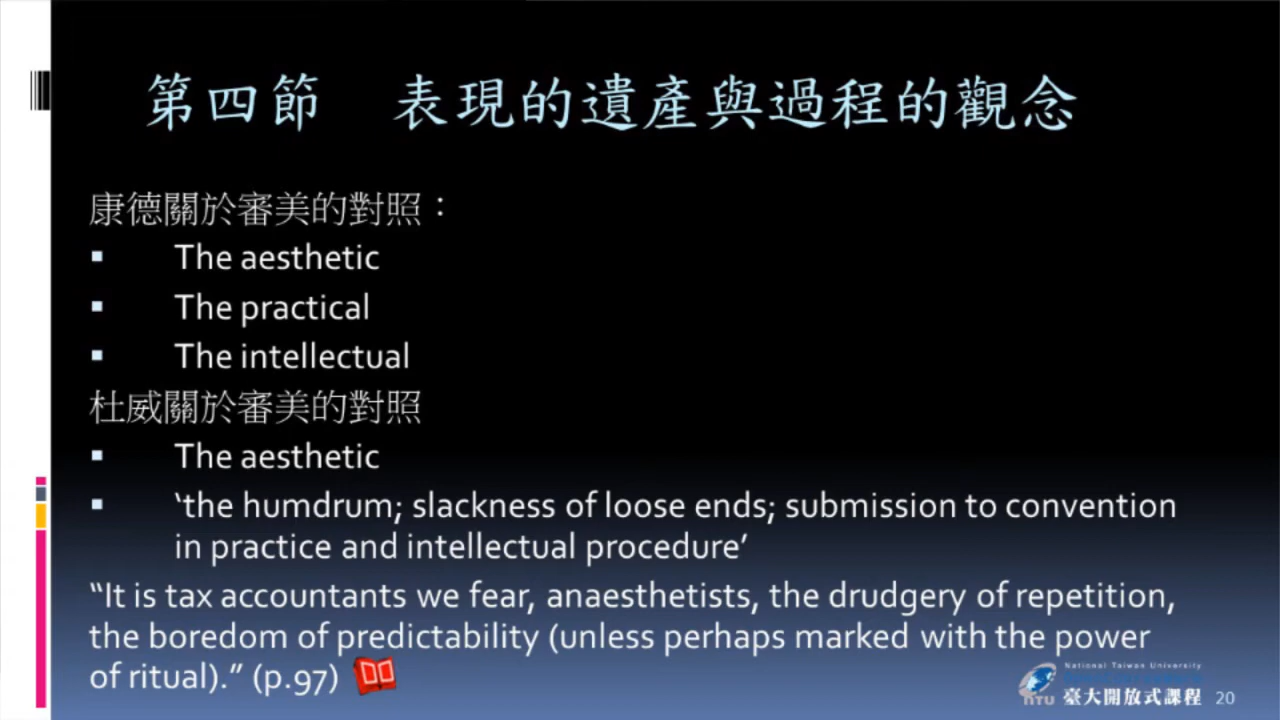 第四節　表現的遺產與過程的觀念
康德關於審美的對照：
The aesthetic
The practical
The intellectual
杜威關於審美的對照
The aesthetic
‘the humdrum; slackness of loose ends; submission to convention
in practice and intellectual procedure’
“It is tax accountants we fear, anaesthetists, the drudgery of repetition,
the boredom of predictability (unless perhaps marked with the power
of ritual).” (p.97)
National Taiwan University
NTU 臺大開放式課程 20